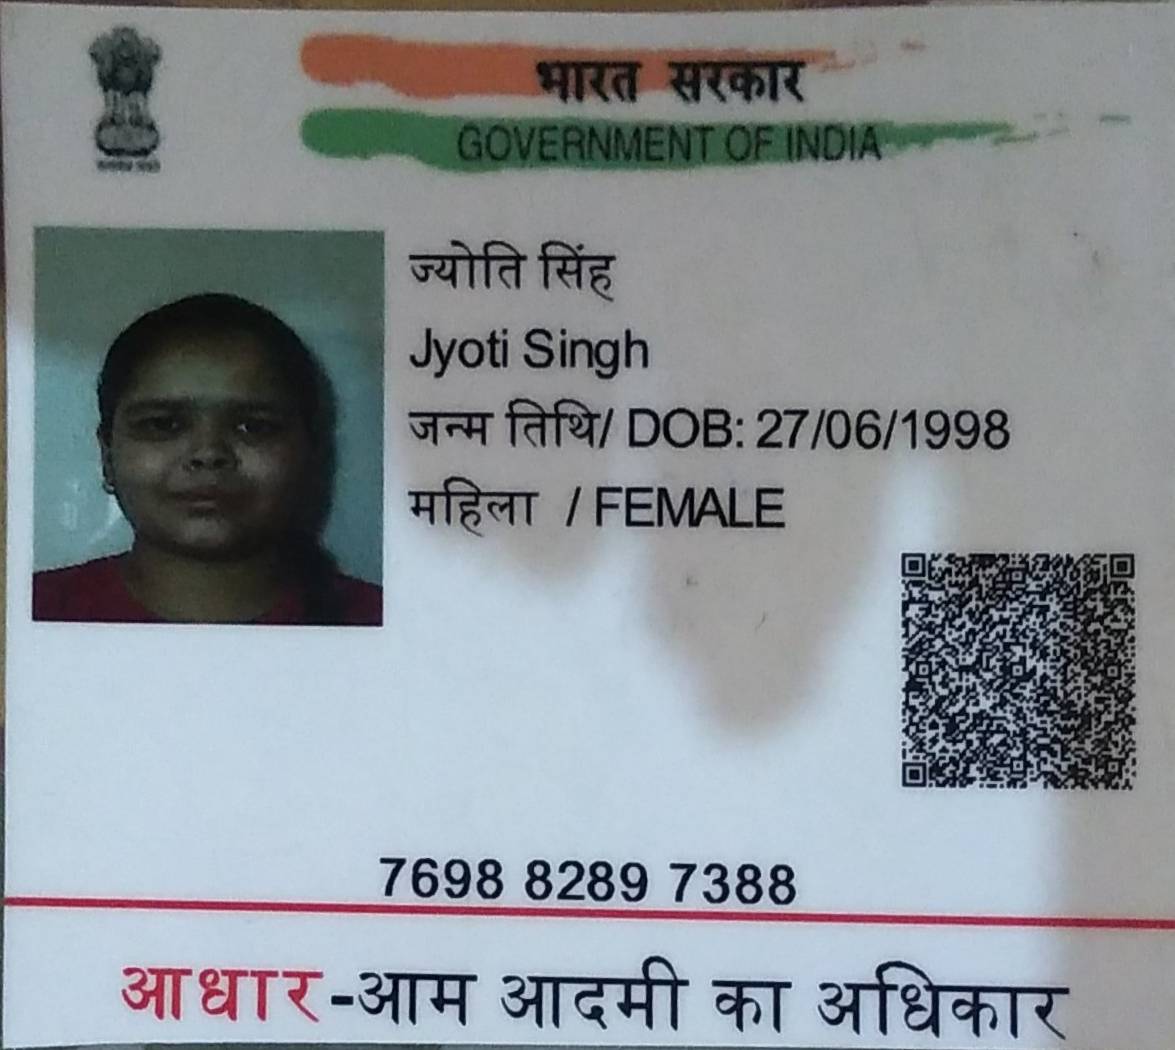 भारत सरकार
GOVERNMENT OF INDIA
ज्योति सिंह
Jyoti Singh
जन्म तिथि/ DOB: 27/06/1998
महिला / FEMALE
7698 8289 7388
आधार-आम आदमी का अधिकार